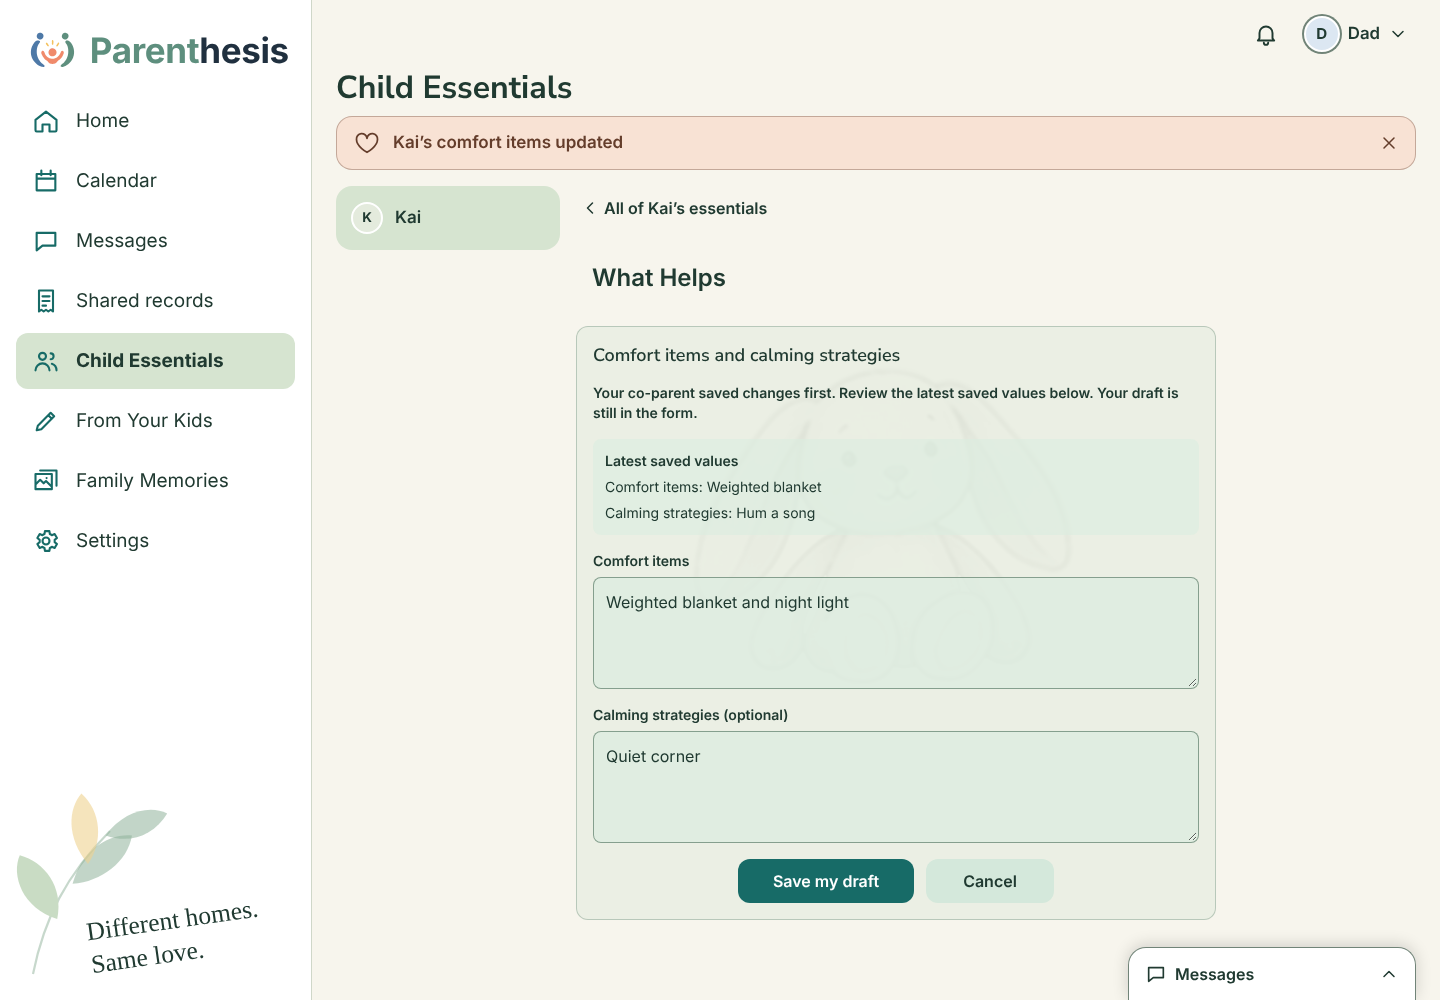 Parenthesis
Home
Calendar
Messages
Shared records
Child Essentials
From Your Kids
Family Memories
Settings
Different homes.
Same love.
D
Dad
Child Essentials
Kai’s comfort items updated
K
Kai
All of Kai’s essentials
What Helps
Comfort items and calming strategies
Your co-parent saved changes first. Review the latest saved values below. Your draft is
still in the form.
Latest saved values
Comfort items: Weighted blanket
Calming strategies: Hum a song
Comfort items
Weighted blanket and night light
Calming strategies (optional)
Quiet corner
Save my draft
Cancel
Messages